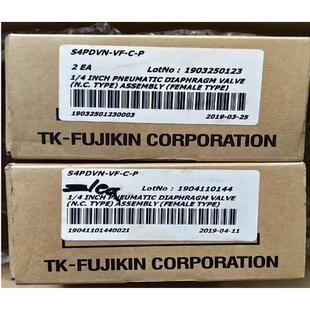 S4PDVN-VF-C-P
2 EA LotNo : 1903250123
1/4 INCH PNEUMATIC DIAPHRAGM VALVE
(N.C. TYPE) ASSEMBLY (FEMALE TYPE)
19032501230003 2019-03-25
TK-FUJIKIN CORPORATION
S4PDVN-VF-C-P
1ea LotNo : 1904110144
1/4 INCH PNEUMATIC DIAPHRAGM VALVE
(N.C. TYPE) ASSEMBLY (FEMALE TYPE)
19041101440021 2019-04-11
TK-FUJIKIN CORPORATION